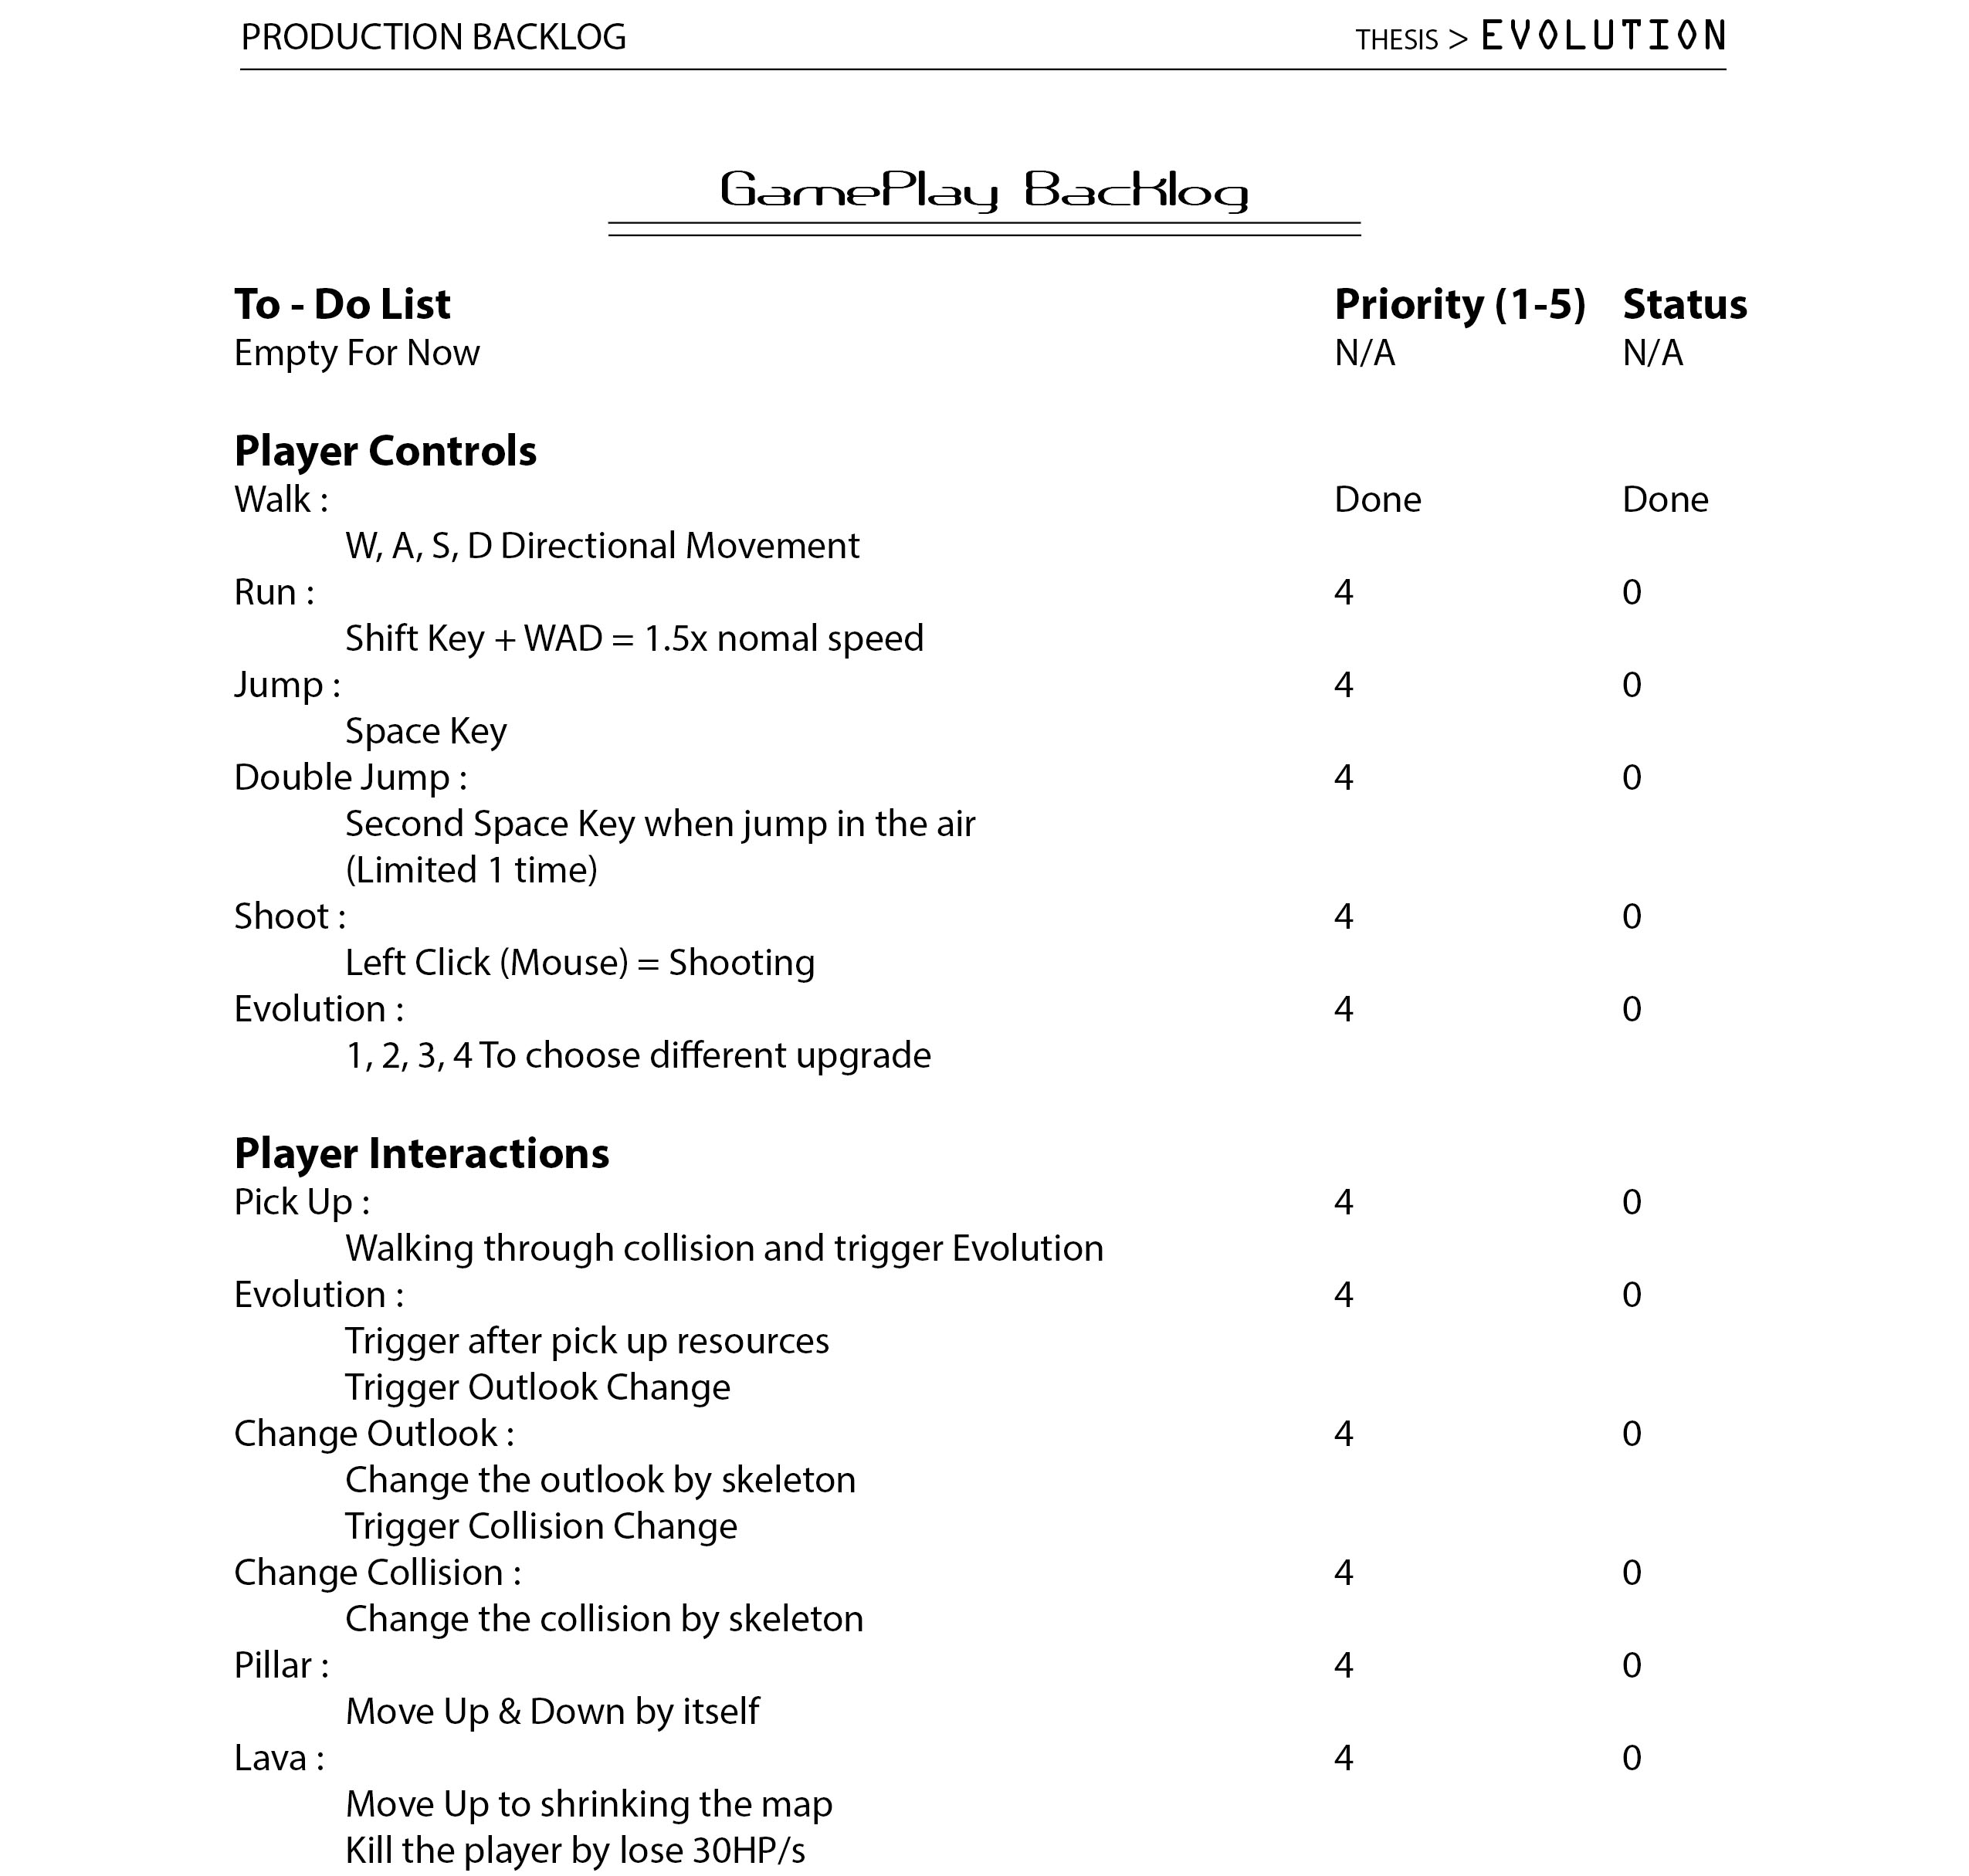 PRODUCTION BACKLOG THESIS > EVOLUTION
GamePlay Backlog
To - Do List Priority (1-5) Status
Empty For Now N/A N/A
Player Controls
Walk : Done Done
W, A, S, D Directional Movement
Run : 4 0
Shift Key + WAD = 1.5x nomal speed
Jump : 4 0
Space Key
Double Jump : 4 0
Second Space Key when jump in the air
(Limited 1 time)
Shoot : 4 0
Left Click (Mouse) = Shooting
Evolution : 4 0
1, 2, 3, 4 To choose different upgrade
Player Interactions
Pick Up : 4 0
Walking through collision and trigger Evolution
Evolution : 4 0
Trigger after pick up resources
Trigger Outlook Change
Change Outlook : 4 0
Change the outlook by skeleton
Trigger Collision Change
Change Collision : 4 0
Change the collision by skeleton
Pillar : 4 0
Move Up & Down by itself
Lava : 4 0
Move Up to shrinking the map
Kill the player by lose 30HP/s